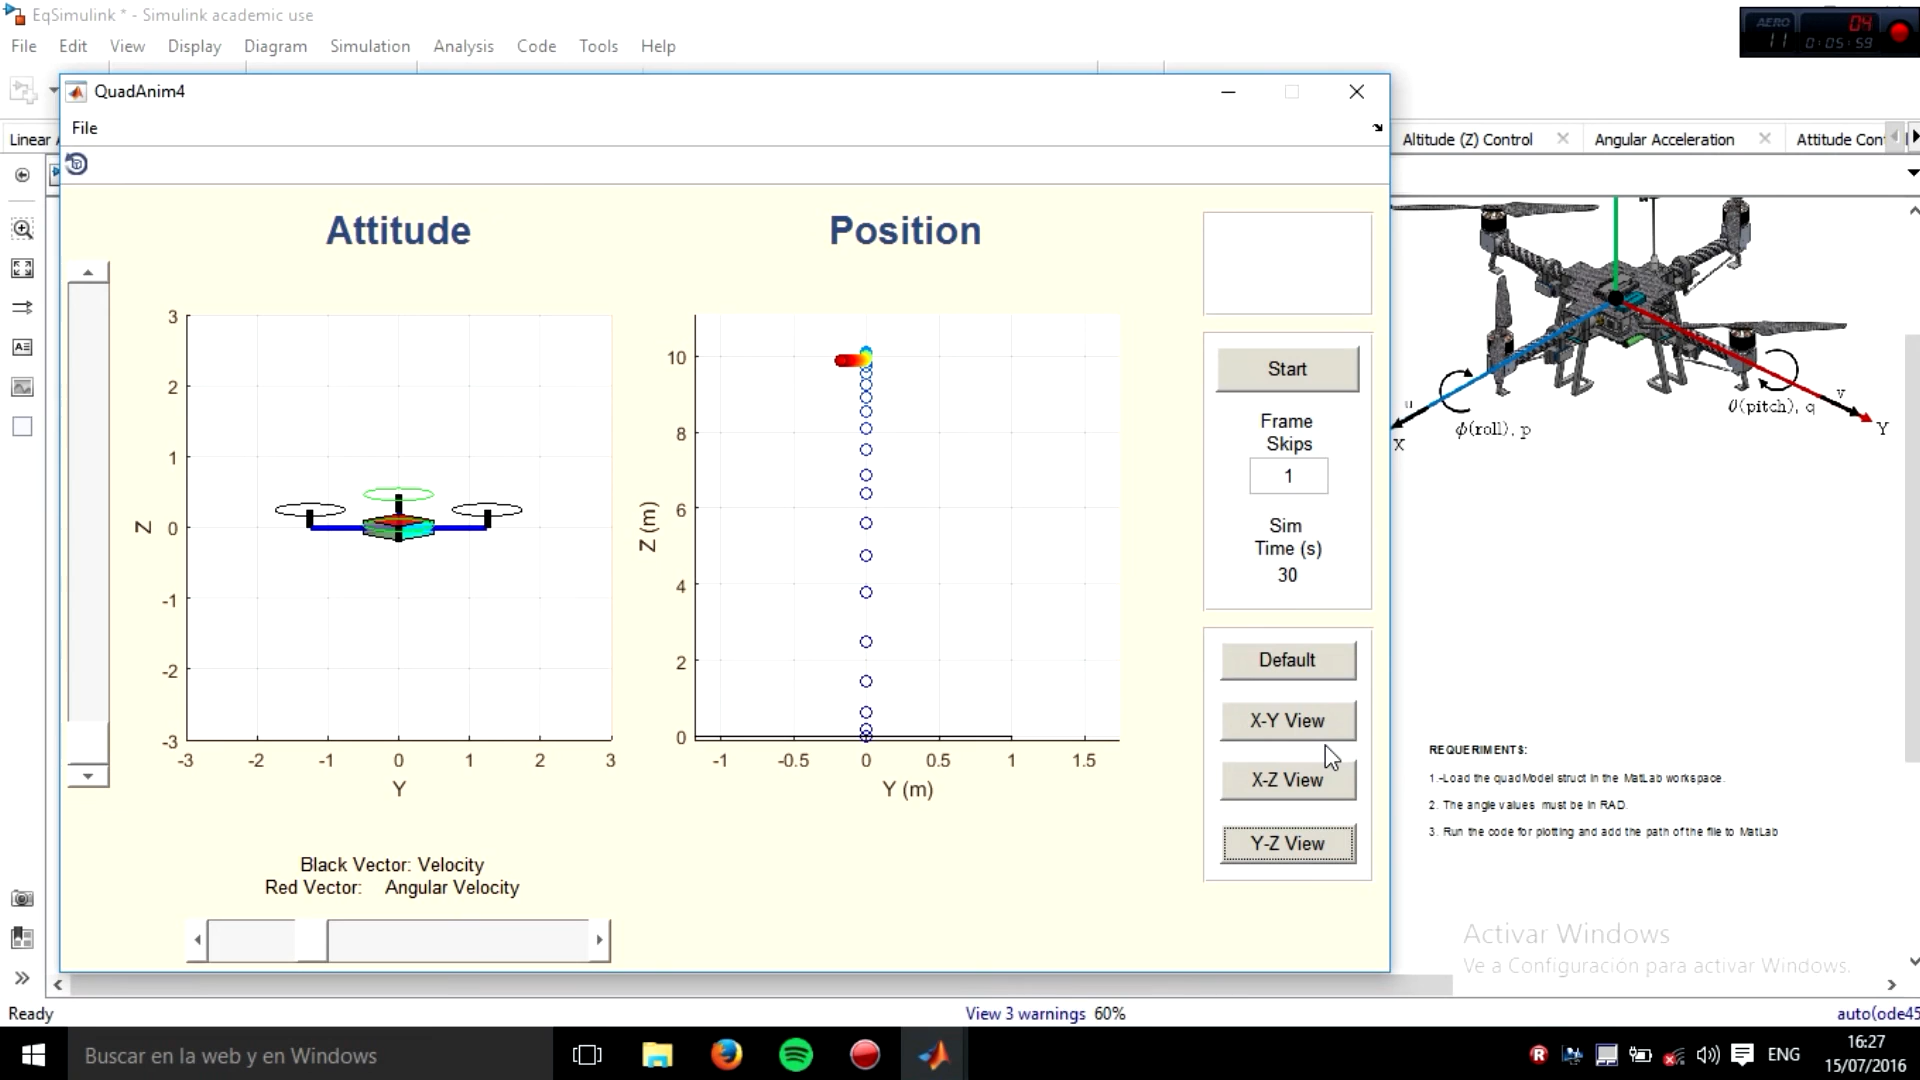 EqSimulink * - Simulink academic use
AERO
11
04
0:05:59
File Edit View Display Diagram Simulation Analysis Code Tools Help
QuadAnim4
File
Linear
Altitude (Z) Control
Angular Acceleration
Attitude Con
Attitude
Position
3
2
1
0
-1
-2
-3
Z
-3 -2 -1 0 1 2 3
Y
10
8
6
4
2
0
Z (m)
-1 -0.5 0 0.5 1 1.5
Y (m)
Start
Frame
Skips
1
Sim
Time (s)
30
Default
X-Y View
X-Z View
Y-Z View
Black Vector: Velocity
Red Vector: Angular Velocity
u
X
ϕ(roll), p
θ(pitch), q
v
Y
REQUERIMENTS:
1.-Load the quadModel struct in the MatLab workspace.
2. The angle values must be in RAD.
3. Run the code for plotting and add the path of the file to MatLab
Activar Windows
Ve a Configuración para activar Windows.
Ready
View 3 warnings 60%
auto(ode45
Buscar en la web y en Windows
ENG
16:27
15/07/2016